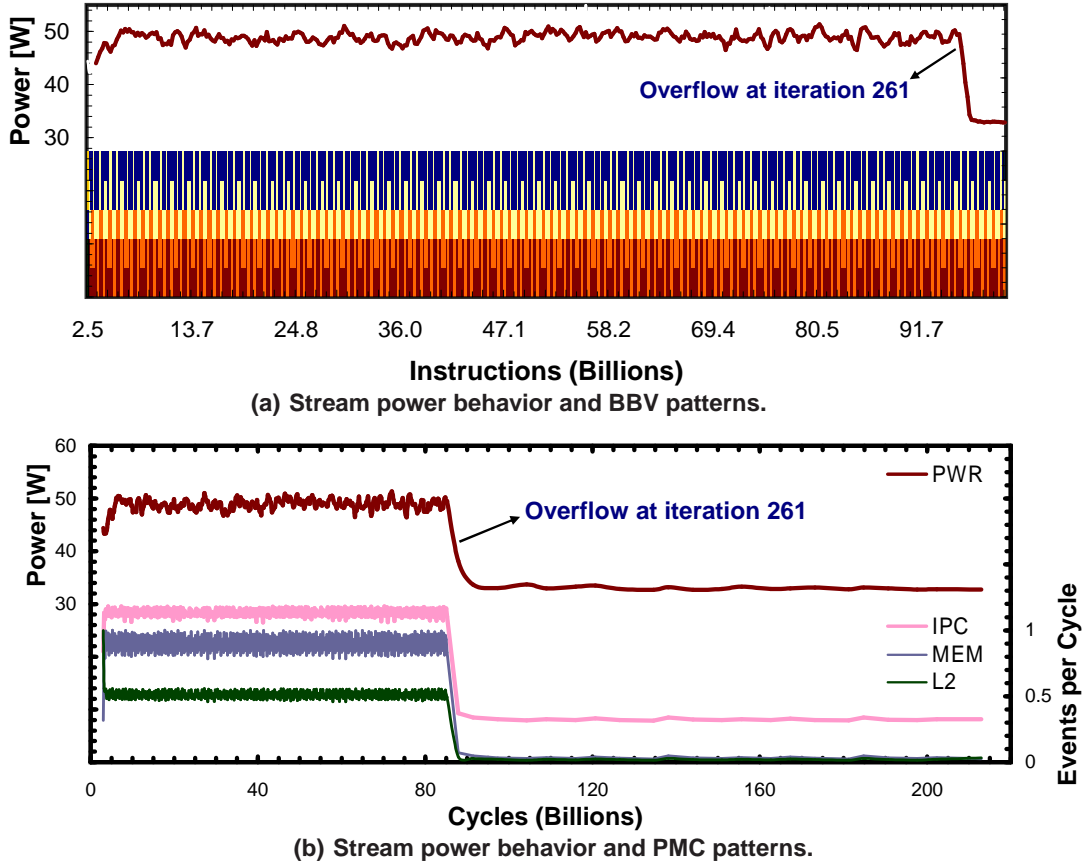 Power [W]
50
40
30
Overflow at iteration 261
2.5 13.7 24.8 36.0 47.1 58.2 69.4 80.5 91.7
Instructions (Billions)
(a) Stream power behavior and BBV patterns.
Power [W]
60
50
40
30
PWR
Overflow at iteration 261
IPC
MEM
L2
1
0.5
0
Events per Cycle
0 40 80 120 160 200
Cycles (Billions)
(b) Stream power behavior and PMC patterns.